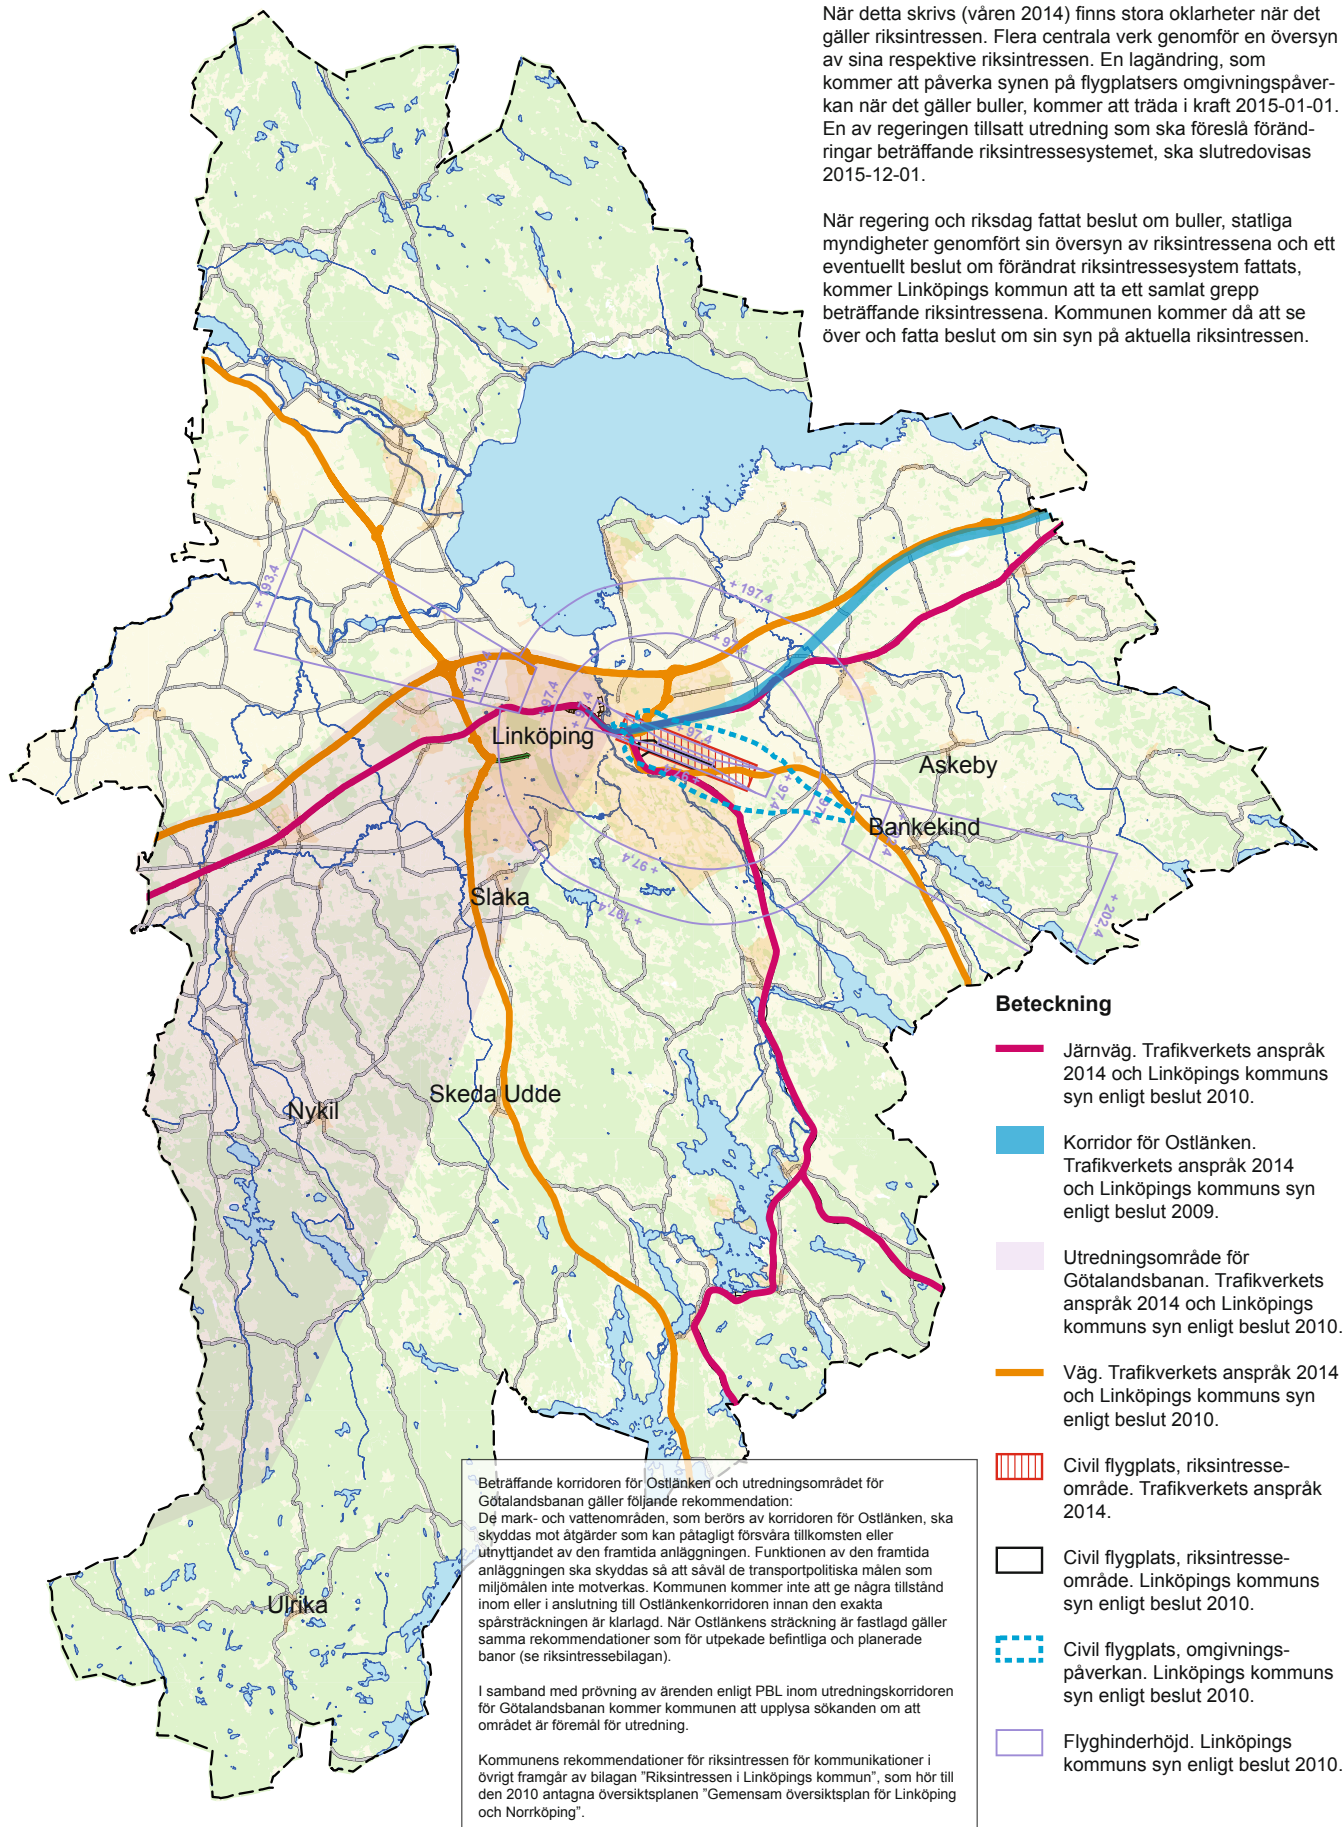 När detta skrivs (våren 2014) finns stora oklarheter när det
gäller riksintressen. Flera centrala verk genomför en översyn
av sina respektive riksintressen. En lagändring, som
kommer att påverka synen på flygplatsers omgivningspåver-
kan när det gäller buller, kommer att träda i kraft 2015-01-01.
En av regeringen tillsatt utredning som ska föreslå föränd-
ringar beträffande riksintressesystemet, ska slutredovisas
2015-12-01.
När regering och riksdag fattat beslut om buller, statliga
myndigheter genomfört sin översyn av riksintressena och ett
eventuellt beslut om förändrat riksintressesystem fattats,
kommer Linköpings kommun att ta ett samlat grepp
beträffande riksintressena. Kommunen kommer då att se
över och fatta beslut om sin syn på aktuella riksintressen.
+ 193,4
+ 197,4
+ 97,4
+ 193,4
+ 97,4
+ 97,4
Linköping
Askeby
+ 97,4
+ 97,4
Bankekind
+ 97,4
+ 197,4
+ 202,4
Slaka
Skeda Udde
Nykil
Ulrika
Beteckning
Järnväg. Trafikverkets anspråk
2014 och Linköpings kommuns
syn enligt beslut 2010.
Korridor för Ostlänken.
Trafikverkets anspråk 2014
och Linköpings kommuns syn
enligt beslut 2009.
Utredningsområde för
Götalandsbanan. Trafikverkets
anspråk 2014 och Linköpings
kommuns syn enligt beslut 2010.
Väg. Trafikverkets anspråk 2014
och Linköpings kommuns syn
enligt beslut 2010.
Civil flygplats, riksintresse-
område. Trafikverkets anspråk
2014.
Civil flygplats, riksintresse-
område. Linköpings kommuns
syn enligt beslut 2010.
Civil flygplats, omgivnings-
påverkan. Linköpings kommuns
syn enligt beslut 2010.
Flyghinderhöjd. Linköpings
kommuns syn enligt beslut 2010.
Beträffande korridoren för Ostlänken och utredningsområdet för
Götalandsbanan gäller följande rekommendation:
De mark- och vattenområden, som berörs av korridoren för Ostlänken, ska
skyddas mot åtgärder som kan påtagligt försvåra tillkomsten eller
utnyttjandet av den framtida anläggningen. Funktionen av den framtida
anläggningen ska skyddas så att såväl de transportpolitiska målen som
miljömålen inte motverkas. Kommunen kommer inte att ge några tillstånd
inom eller i anslutning till Ostlänkenkorridoren innan den exakta
spårsträckningen är klarlagd. När Ostlänkens sträckning är fastlagd gäller
samma rekommendationer som för utpekade befintliga och planerade
banor (se riksintressebilagan).
I samband med prövning av ärenden enligt PBL inom utredningskorridoren
för Götalandsbanan kommer kommunen att upplysa sökanden om att
området är föremål för utredning.
Kommunens rekommendationer för riksintressen för kommunikationer i
övrigt framgår av bilagan ”Riksintressen i Linköpings kommun”, som hör till
den 2010 antagna översiktsplanen ”Gemensam översiktsplan för Linköping
och Norrköping”.